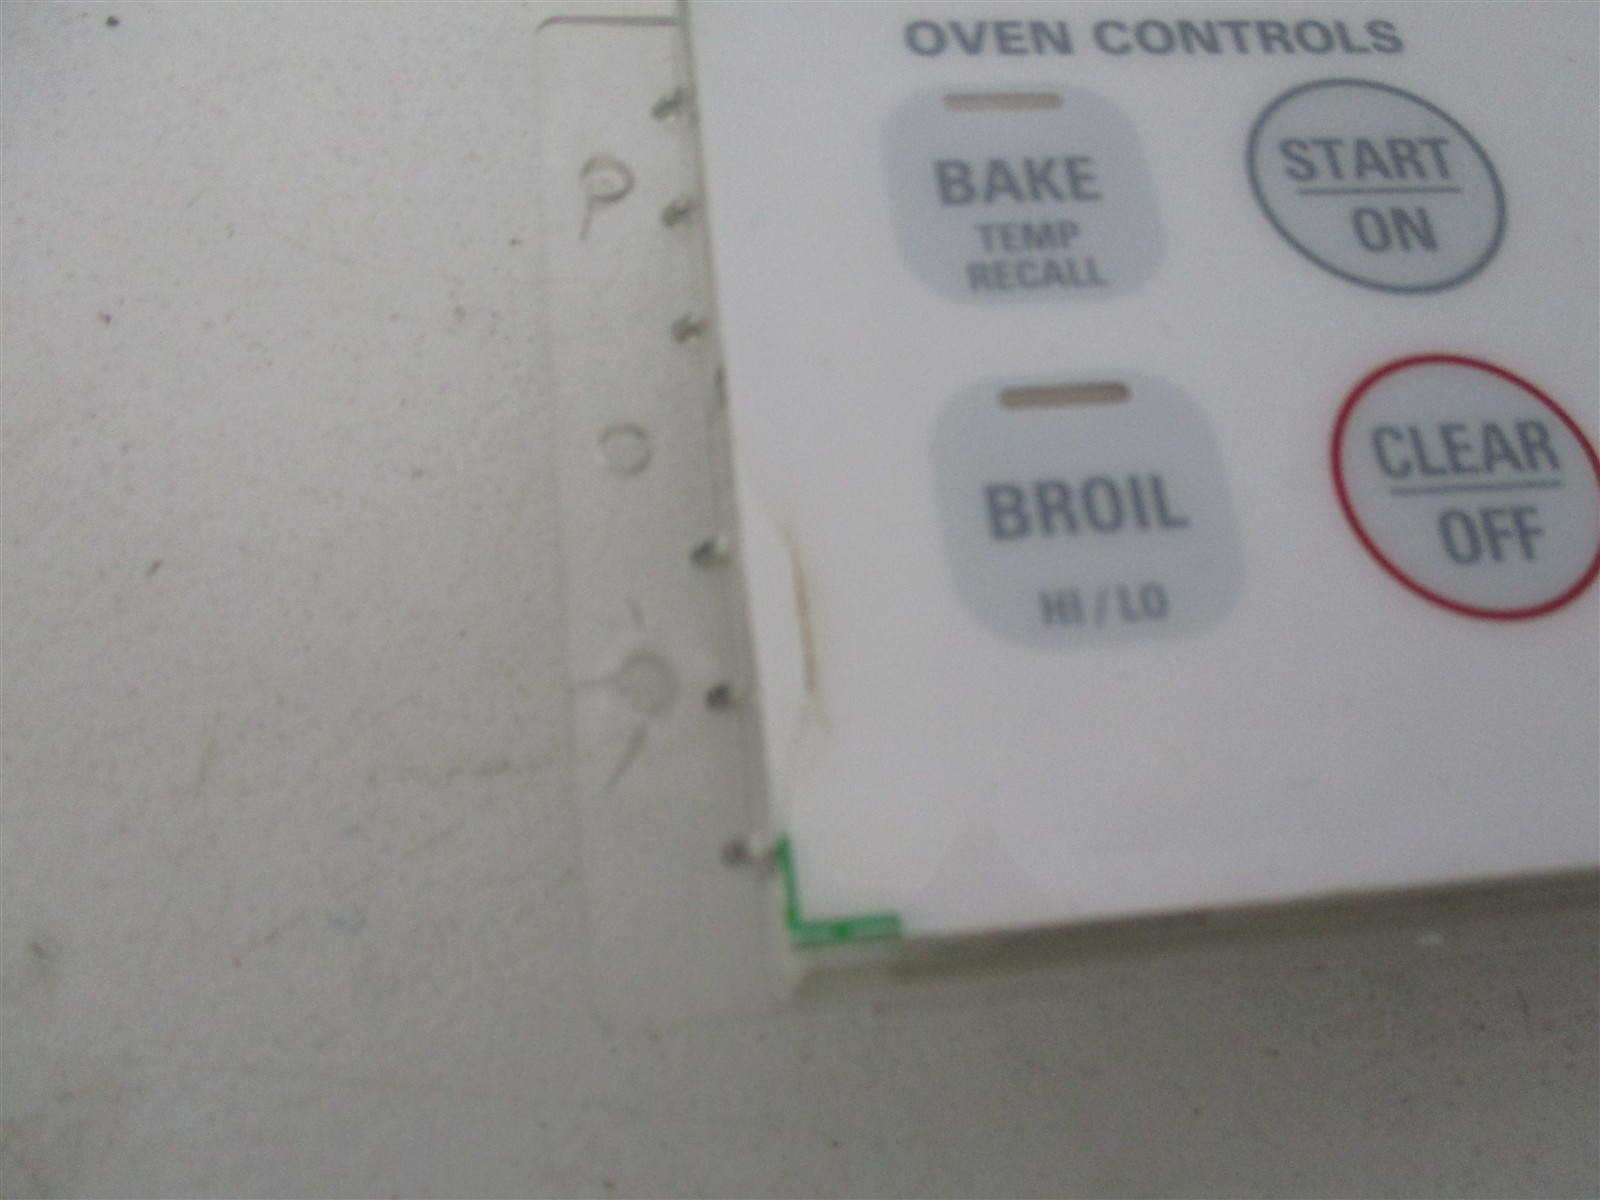 OVEN CONTROLS
BAKE
TEMP
RECALL
START
ON
BROIL
HI / LO
CLEAR
OFF